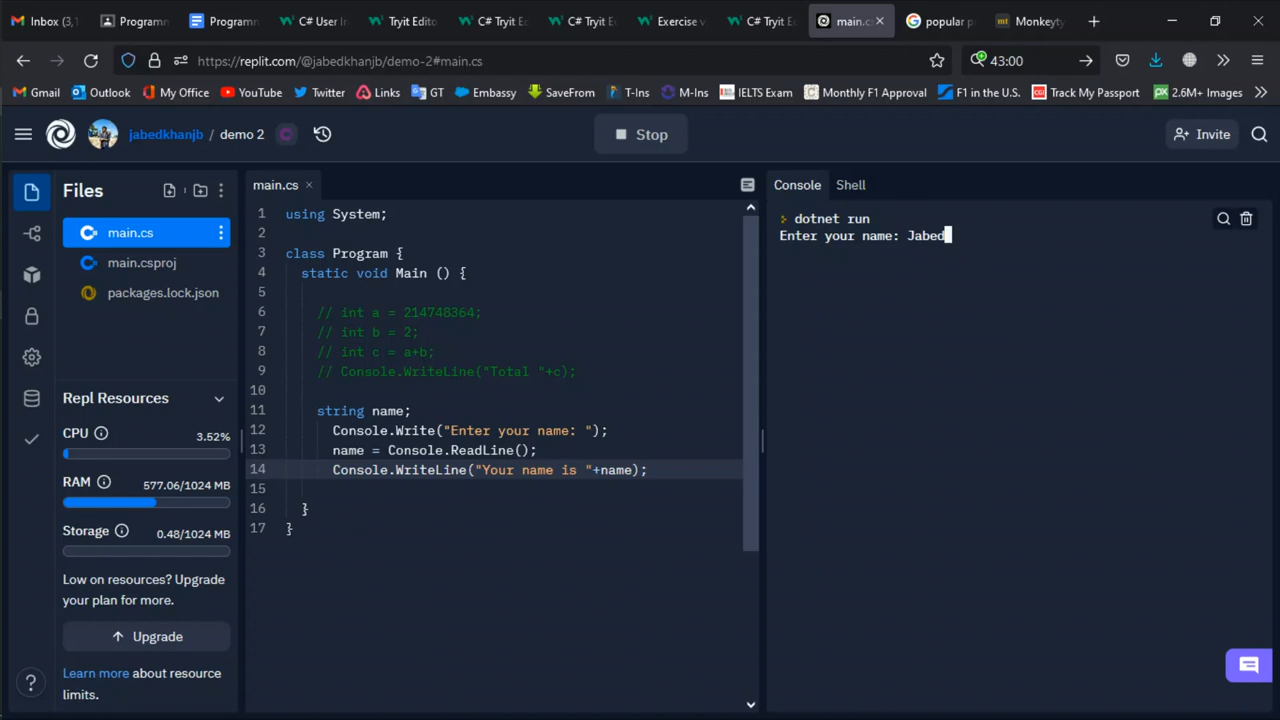 Inbox (3,
Programm
Programm
C# User In
Tryit Edito
C# Tryit E
C# Tryit E
Exercise v
C# Tryit E
main.c
popular p
Monkeyty
https://replit.com/@jabedkhanjb/demo-2#main.cs
43:00
Gmail
Outlook
My Office
YouTube
Twitter
Links
GT
Embassy
SaveFrom
T-Ins
M-Ins
IELTS Exam
Monthly F1 Approval
F1 in the U.S.
Track My Passport
2.6M+ Images
jabedkhanjb / demo 2
Stop
Invite
Files
main.cs
main.csproj
packages.lock.json
Repl Resources
CPU 3.52%
RAM 577.06/1024 MB
Storage 0.48/1024 MB
Low on resources? Upgrade
your plan for more.
Upgrade
Learn more about resource
limits.
main.cs
1 using System;
2
3 class Program {
4 static void Main () {
5
6 // int a = 214748364;
7 // int b = 2;
8 // int c = a+b;
9 // Console.WriteLine("Total "+c);
10
11 string name;
12 Console.Write("Enter your name: ");
13 name = Console.ReadLine();
14 Console.WriteLine("Your name is "+name);
15
16 }
17 }
Console
Shell
dotnet run
Enter your name: Jabed